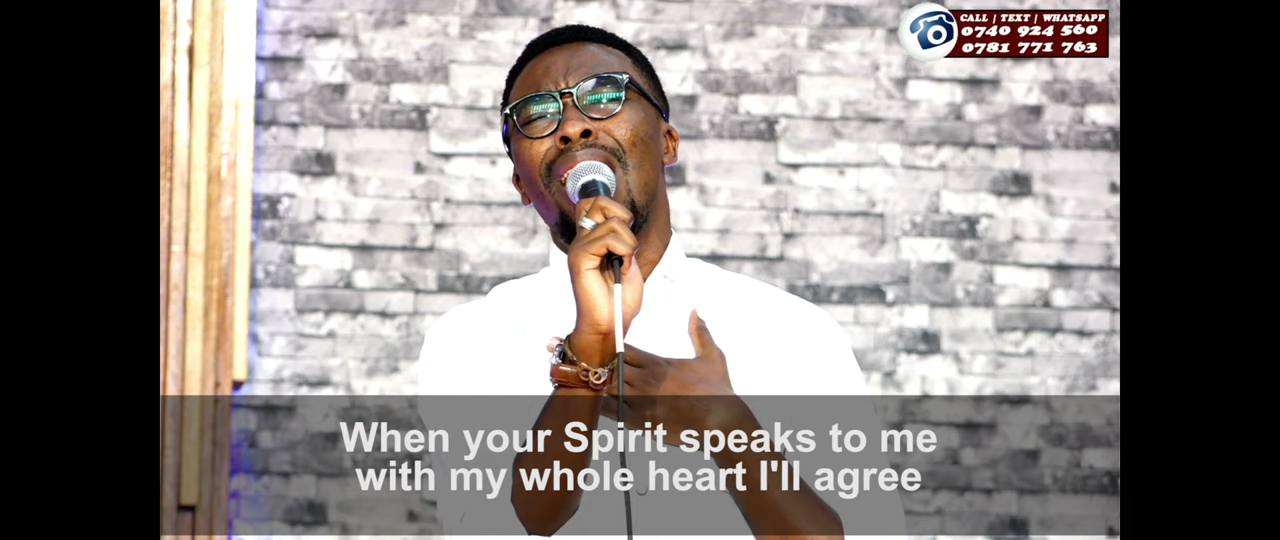 CALL | TEXT | WHATSAPP
0740 924 560
0781 771 763
When your Spirit speaks to me
with my whole heart I'll agree